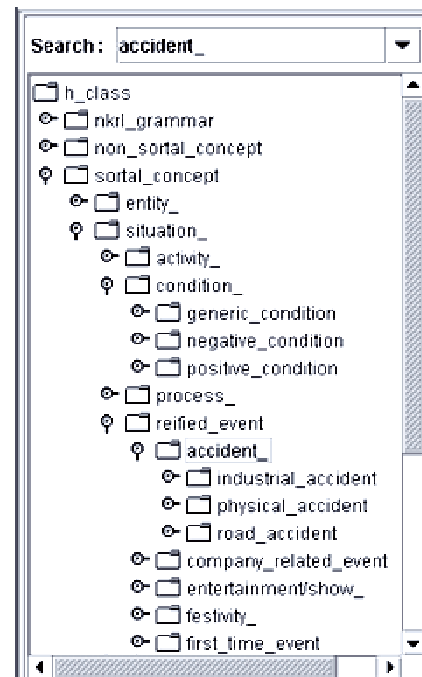 Search: accident_
h_class
nkrl_grammar
non_sortal_concept
sortal_concept
entity_
situation_
activity_
condition_
generic_condition
negative_condition
positive_condition
process_
reified_event
accident_
industrial_accident
physical_accident
road_accident
company_related_event
entertainment/show_
festivity_
first_time_event